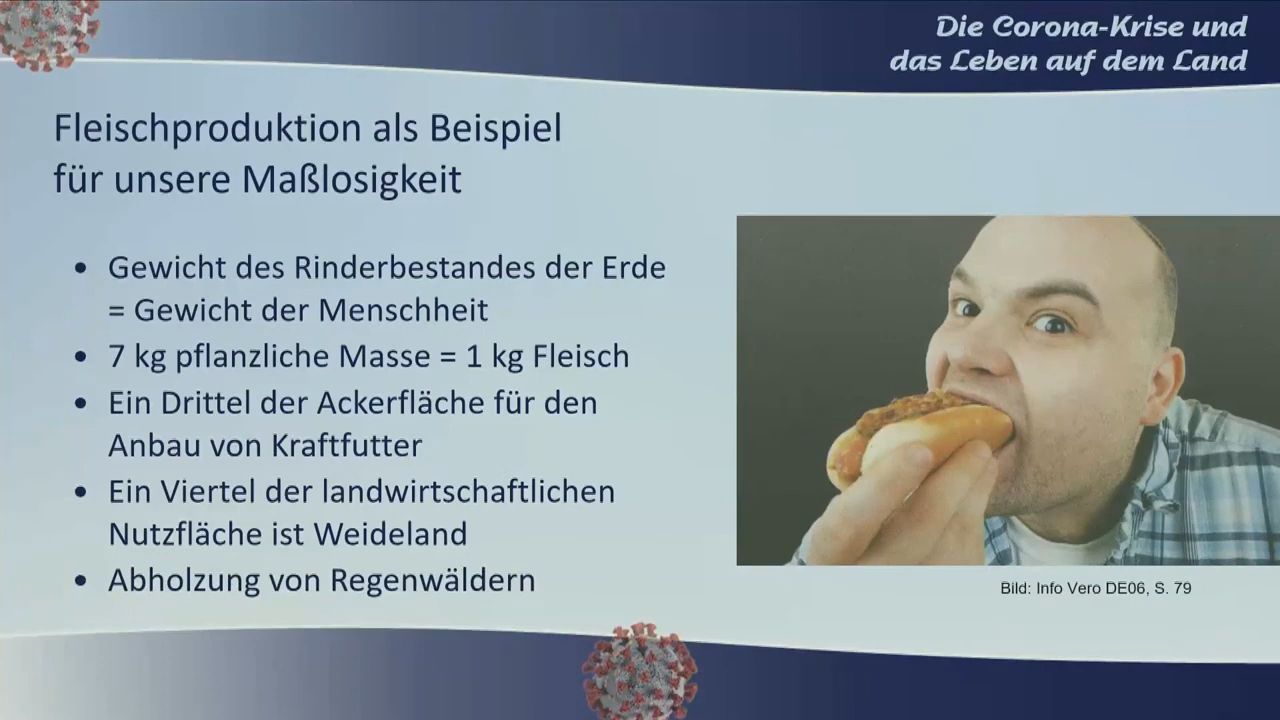 Die Corona-Krise und
das Leben auf dem Land
Fleischproduktion als Beispiel
für unsere Maßlosigkeit
• Gewicht des Rinderbestandes der Erde
= Gewicht der Menschheit
• 7 kg pflanzliche Masse = 1 kg Fleisch
• Ein Drittel der Ackerfläche für den
Anbau von Kraftfutter
• Ein Viertel der landwirtschaftlichen
Nutzfläche ist Weideland
• Abholzung von Regenwäldern
Bild: Info Vero DE06, S. 79